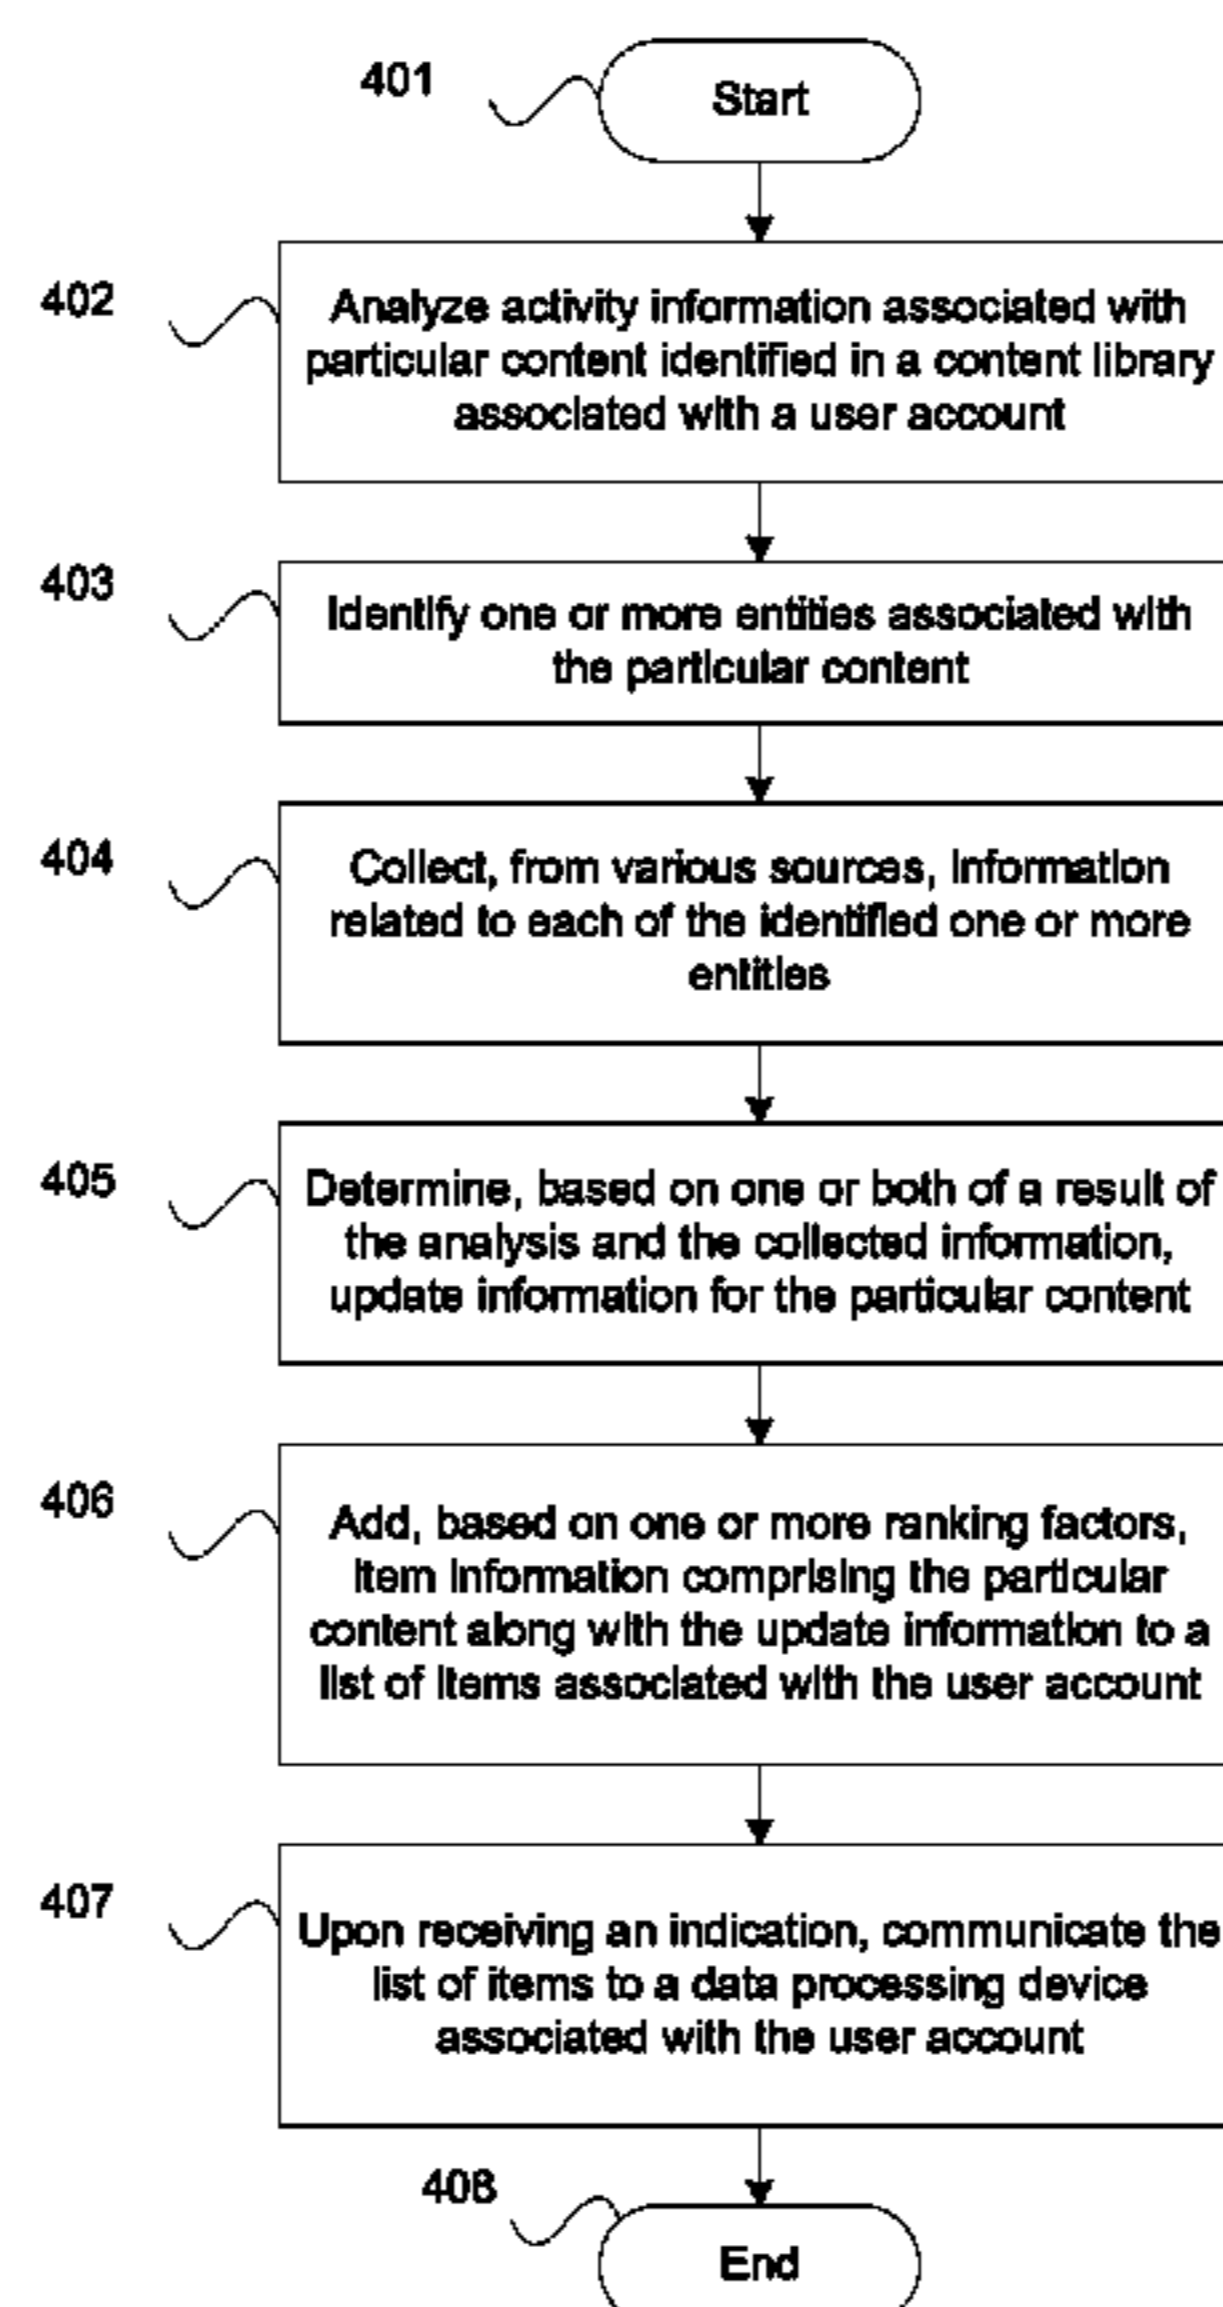 401
Start
402
Analyze activity information associated with
particular content identified in a content library
associated with a user account
403
Identify one or more entities associated with
the particular content
404
Collect, from various sources, information
related to each of the identified one or more
entities
405
Determine, based on one or both of a result of
the analysis and the collected information,
update information for the particular content
406
Add, based on one or more ranking factors,
item information comprising the particular
content along with the update information to a
list of items associated with the user account
407
Upon receiving an indication, communicate the
list of items to a data processing device
associated with the user account
408
End